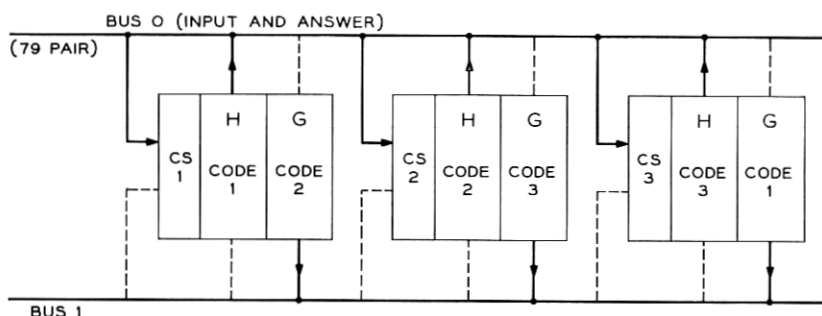 BUS O (INPUT AND ANSWER)
(79 PAIR)
CS 1
H
CODE 1
G
CODE 2
CS 2
H
CODE 2
G
CODE 3
CS 3
H
CODE 3
G
CODE 1
BUS 1